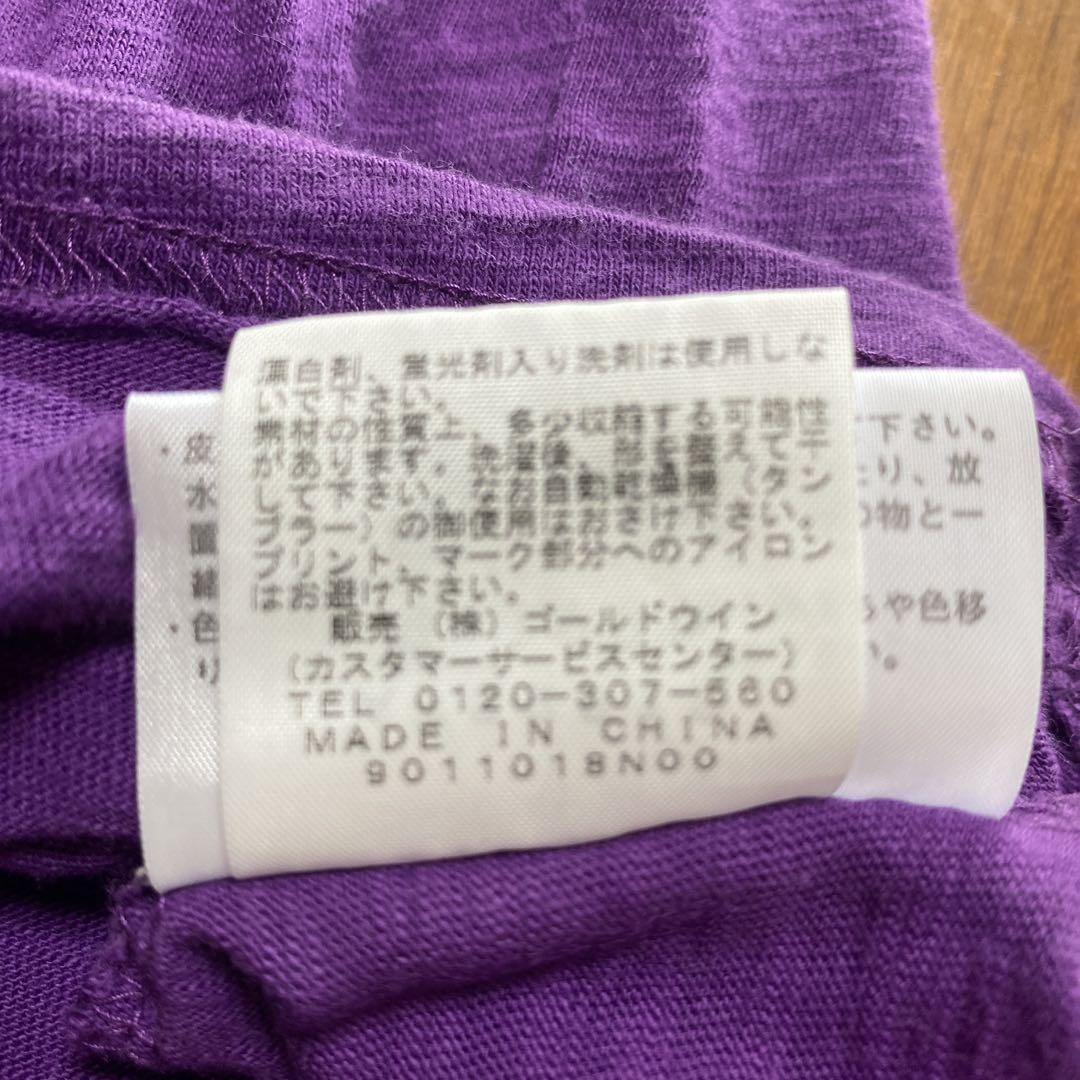 漂白剤、蛍光剤入り洗剤は使用しな
いで下さい。
素材の性質上、多少収縮する可能性
があります。洗濯後、形を整えて干
して下さい。なお自動乾燥機（タン
ブラー）の御使用はおさけ下さい。
プリント、マーク部分へのアイロン
はお避け下さい。
販売 （株）ゴールドウイン
（カスタマーサービスセンター）
TEL 0120-307-560
MADE IN CHINA
9011018N00
・皮
水
・色
り
下さい。
り、放
の物と一
や色移
い。